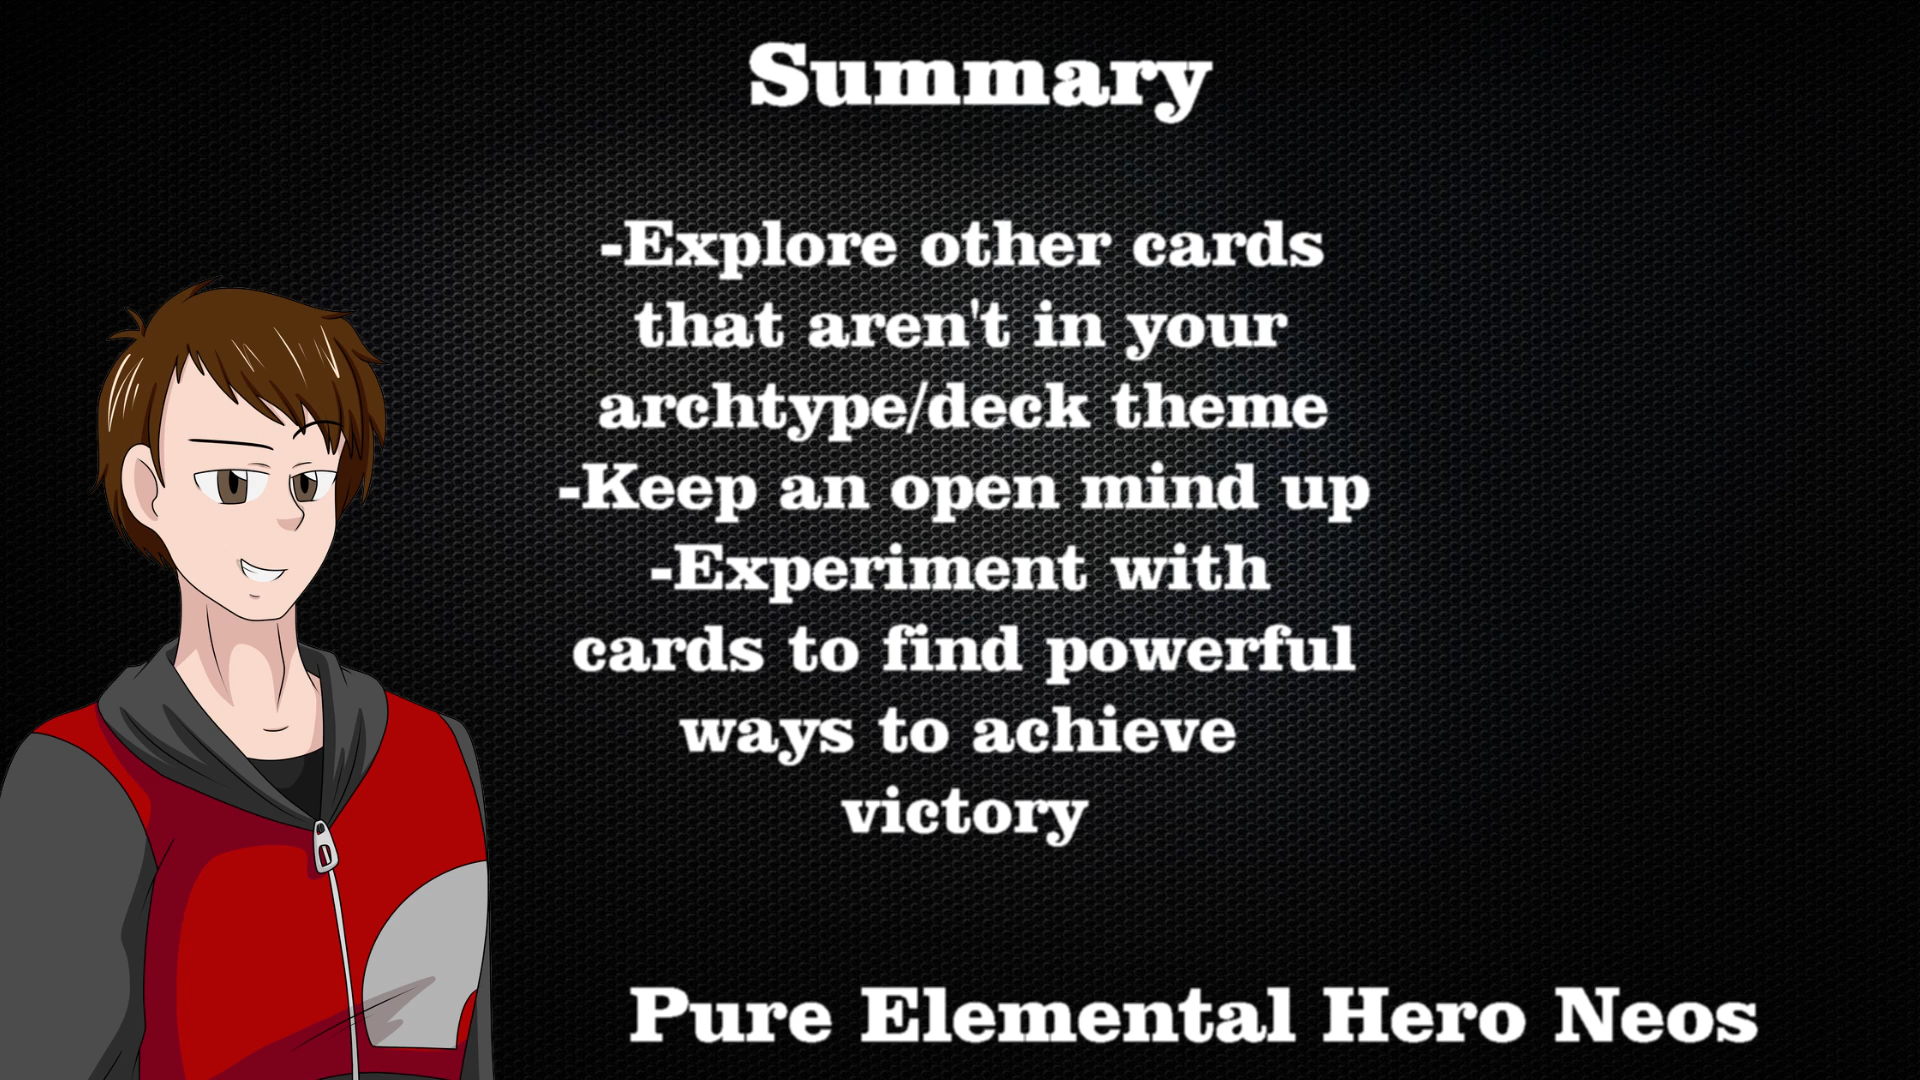 Summary
-Explore other cards
that aren't in your
archtype/deck theme
-Keep an open mind up
-Experiment with
cards to find powerful
ways to achieve
victory
Pure Elemental Hero Neos